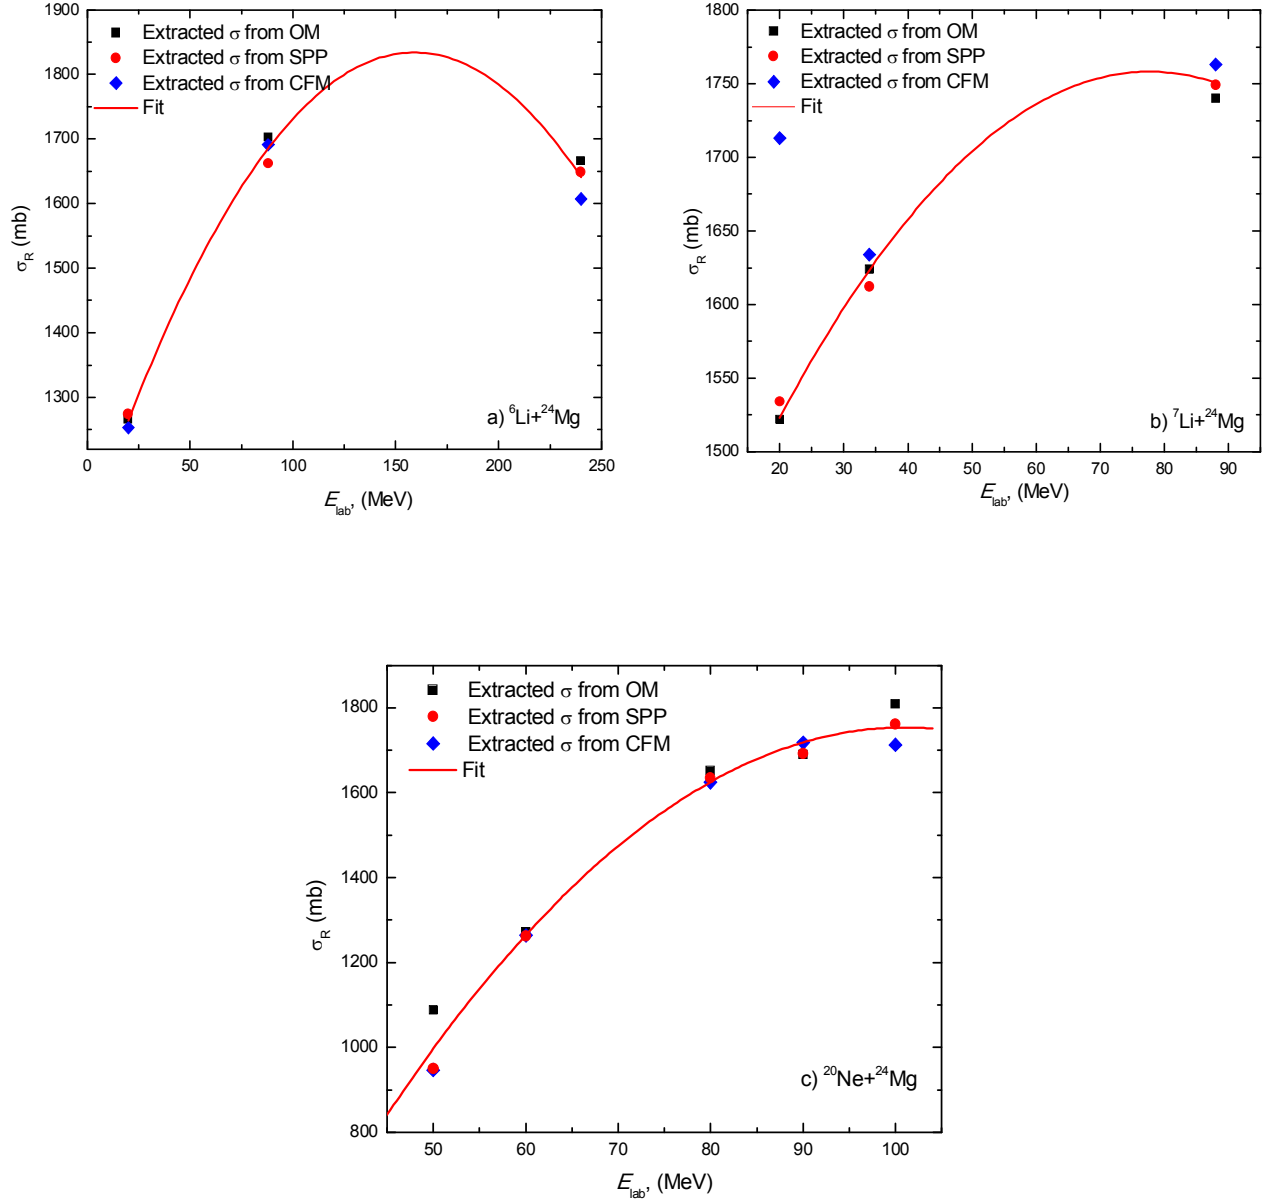 1900
1800
1700
1600
1500
1400
1300
σR (mb)
Extracted σ from OM
Extracted σ from SPP
Extracted σ from CFM
Fit
a) 6Li+24Mg
0 50 100 150 200 250
Elab, (MeV)
1800
1750
1700
1650
1600
1550
1500
σR (mb)
Extracted σ from OM
Extracted σ from SPP
Extracted σ from CFM
Fit
b) 7Li+24Mg
20 30 40 50 60 70 80 90
Elab, (MeV)
1800
1600
1400
1200
1000
800
σR (mb)
Extracted σ from OM
Extracted σ from SPP
Extracted σ from CFM
Fit
c) 20Ne+24Mg
50 60 70 80 90 100
Elab, (MeV)